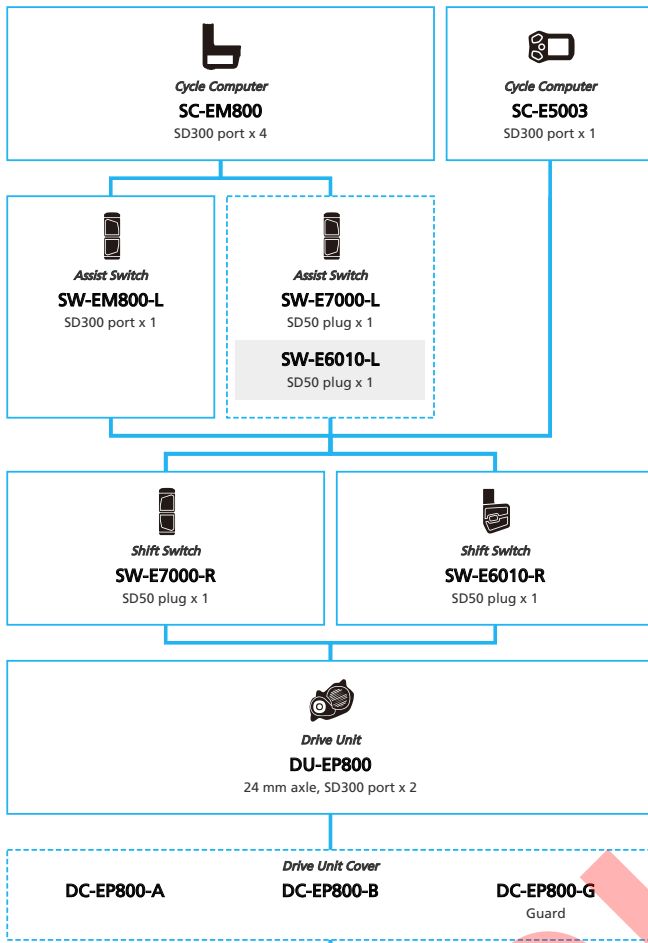 Cycle Computer
SC-EM800
SD300 port x 4
Cycle Computer
SC-E5003
SD300 port x 1
Assist Switch
SW-EM800-L
SD300 port x 1
Assist Switch
SW-E7000-L
SD50 plug x 1
SW-E6010-L
SD50 plug x 1
Shift Switch
SW-E7000-R
SD50 plug x 1
Shift Switch
SW-E6010-R
SD50 plug x 1
Drive Unit
DU-EP800
24 mm axle, SD300 port x 2
Drive Unit Cover
DC-EP800-A
DC-EP800-B
DC-EP800-G
Guard